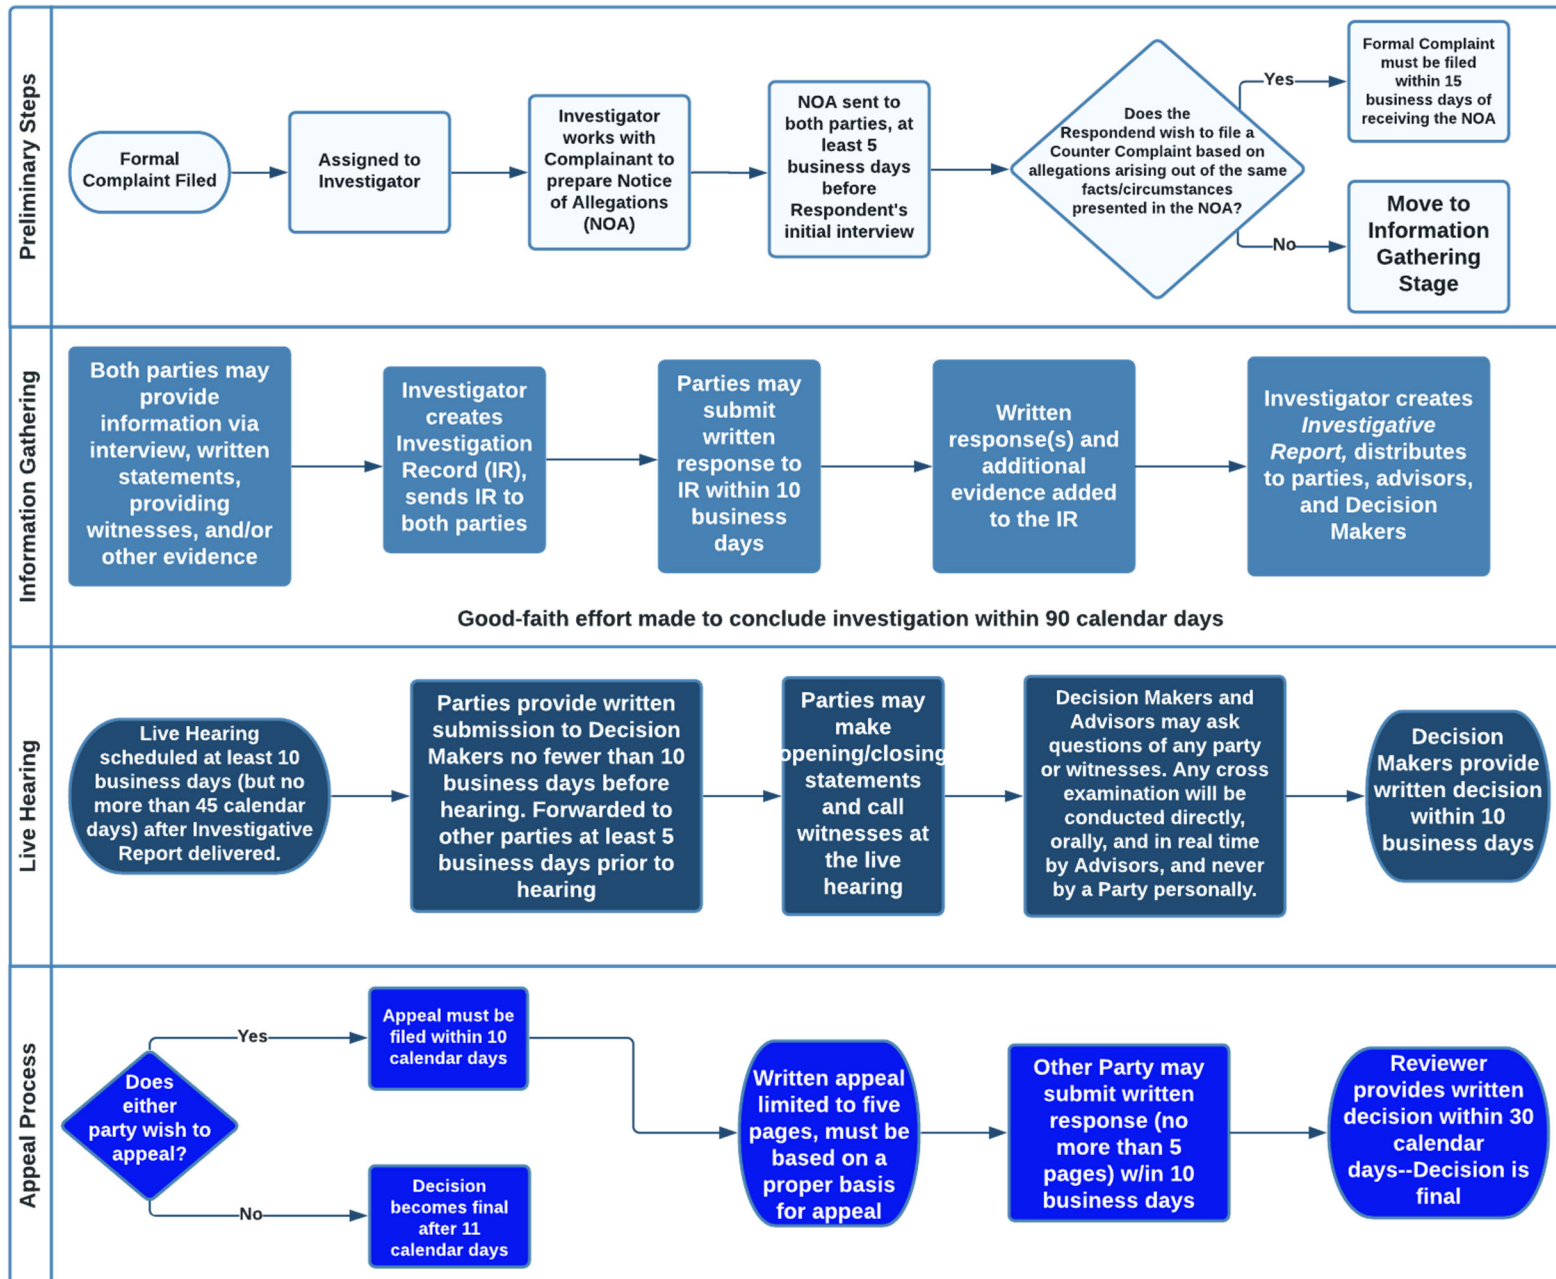 Preliminary Steps
Formal
Complaint Filed
Assigned to
Investigator
Investigator
works with
Complainant to
prepare Notice
of Allegations
(NOA)
NOA sent to
both parties, at
least 5
business days
before
Respondent's
initial interview
Does the
Respondend wish to file a
Counter Complaint based on
allegations arising out of the same
facts/circumstances
presented in the NOA?
Yes
Formal Complaint
must be filed
within 15
business days of
receiving the NOA
No
Move to
Information
Gathering
Stage
Information Gathering
Both parties may
provide
information via
interview, written
statements,
providing
witnesses, and/or
other evidence
Investigator
creates
Investigation
Record (IR),
sends IR to
both parties
Parties may
submit
written
response to
IR within 10
business
days
Written
response(s) and
additional
evidence added
to the IR
Investigator creates
Investigative
Report, distributes
to parties, advisors,
and Decision
Makers
Good-faith effort made to conclude investigation within 90 calendar days
Live Hearing
Live Hearing
scheduled at least 10
business days (but no
more than 45 calendar
days) after Investigative
Report delivered.
Parties provide written
submission to Decision
Makers no fewer than 10
business days before
hearing. Forwarded to
other parties at least 5
business days prior to
hearing
Parties may
make
opening/closing
statements
and call
witnesses at
the live
hearing
Decision Makers and
Advisors may ask
questions of any party
or witnesses. Any cross
examination will be
conducted directly,
orally, and in real time
by Advisors, and never
by a Party personally.
Decision
Makers provide
written decision
within 10
business days
Appeal Process
Does
either
party wish to
appeal?
Yes
Appeal must be
filed within 10
calendar days
No
Decision
becomes final
after 11
calendar days
Written appeal
limited to five
pages, must be
based on a
proper basis
for appeal
Other Party may
submit written
response (no
more than 5
pages) w/in 10
business days
Reviewer
provides written
decision within 30
calendar
days--Decision is
final